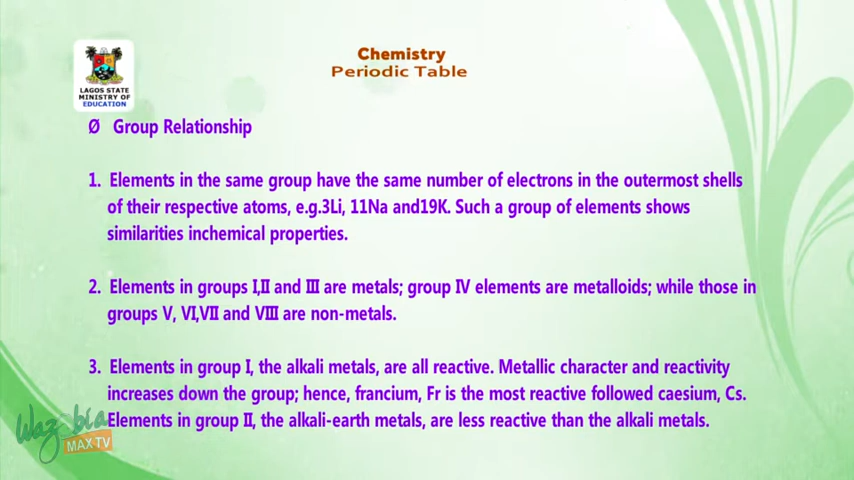 Chemistry
Periodic Table
LAGOS STATE
MINISTRY OF
EDUCATION
Ø Group Relationship
1. Elements in the same group have the same number of electrons in the outermost shells
of their respective atoms, e.g.3Li, 11Na and19K. Such a group of elements shows
similarities inchemical properties.
2. Elements in groups I,II and III are metals; group IV elements are metalloids; while those in
groups V, VI,VII and VIII are non-metals.
3. Elements in group I, the alkali metals, are all reactive. Metallic character and reactivity
increases down the group; hence, francium, Fr is the most reactive followed caesium, Cs.
Elements in group II, the alkali-earth metals, are less reactive than the alkali metals.
Wazobia
MAX TV